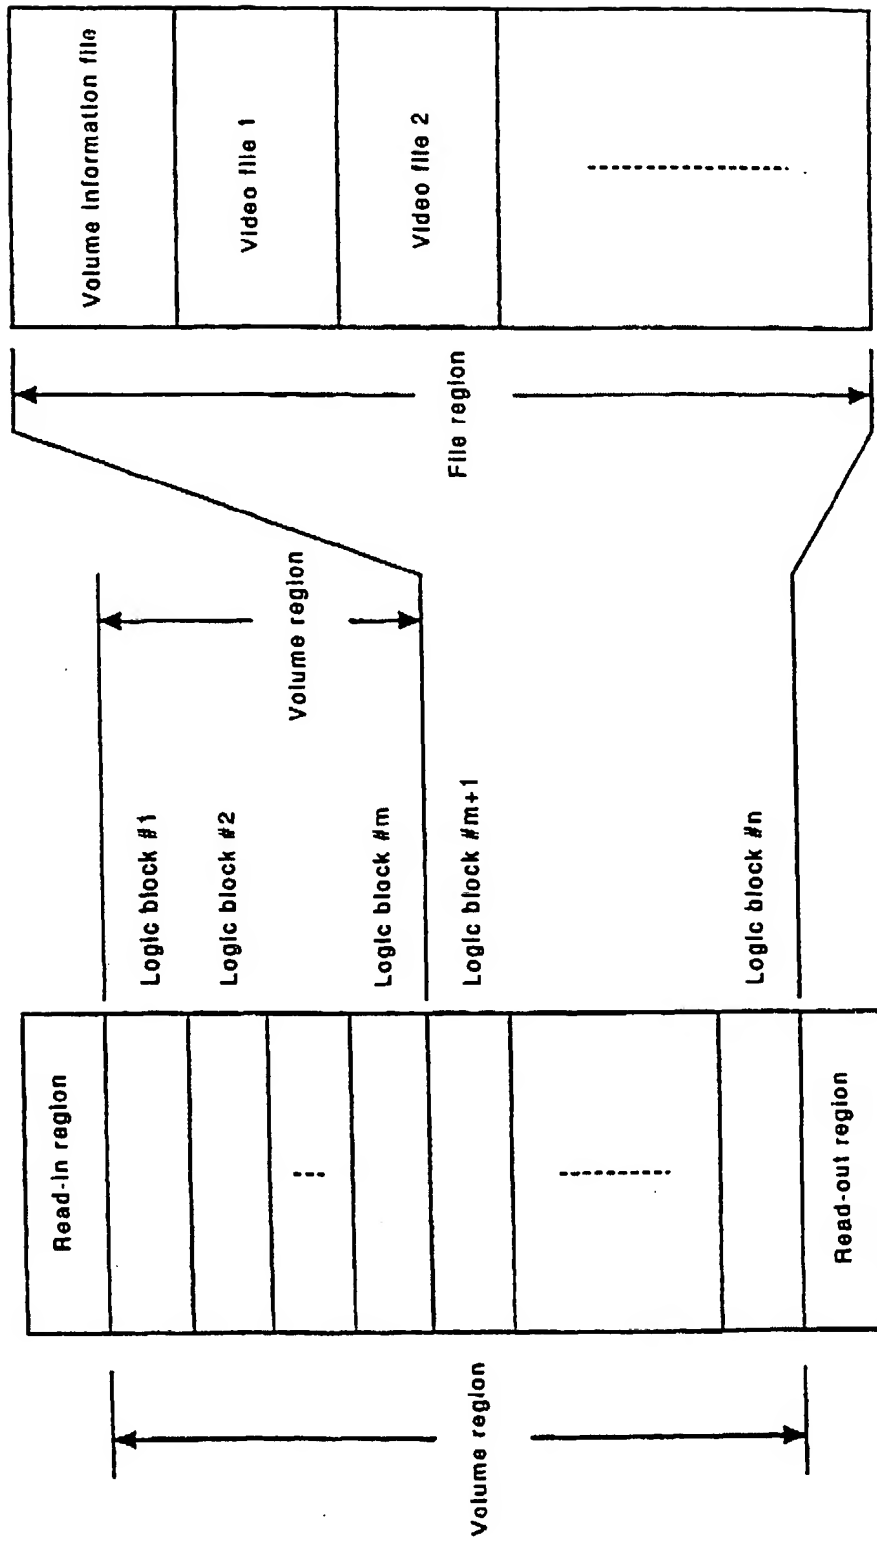 Volume region
Read-in region
Read-out region
Logic block #1
Logic block #2
Logic block #m
Logic block #m+1
Logic block #n
Volume region
File region
Volume information file
Video file 1
Video file 2